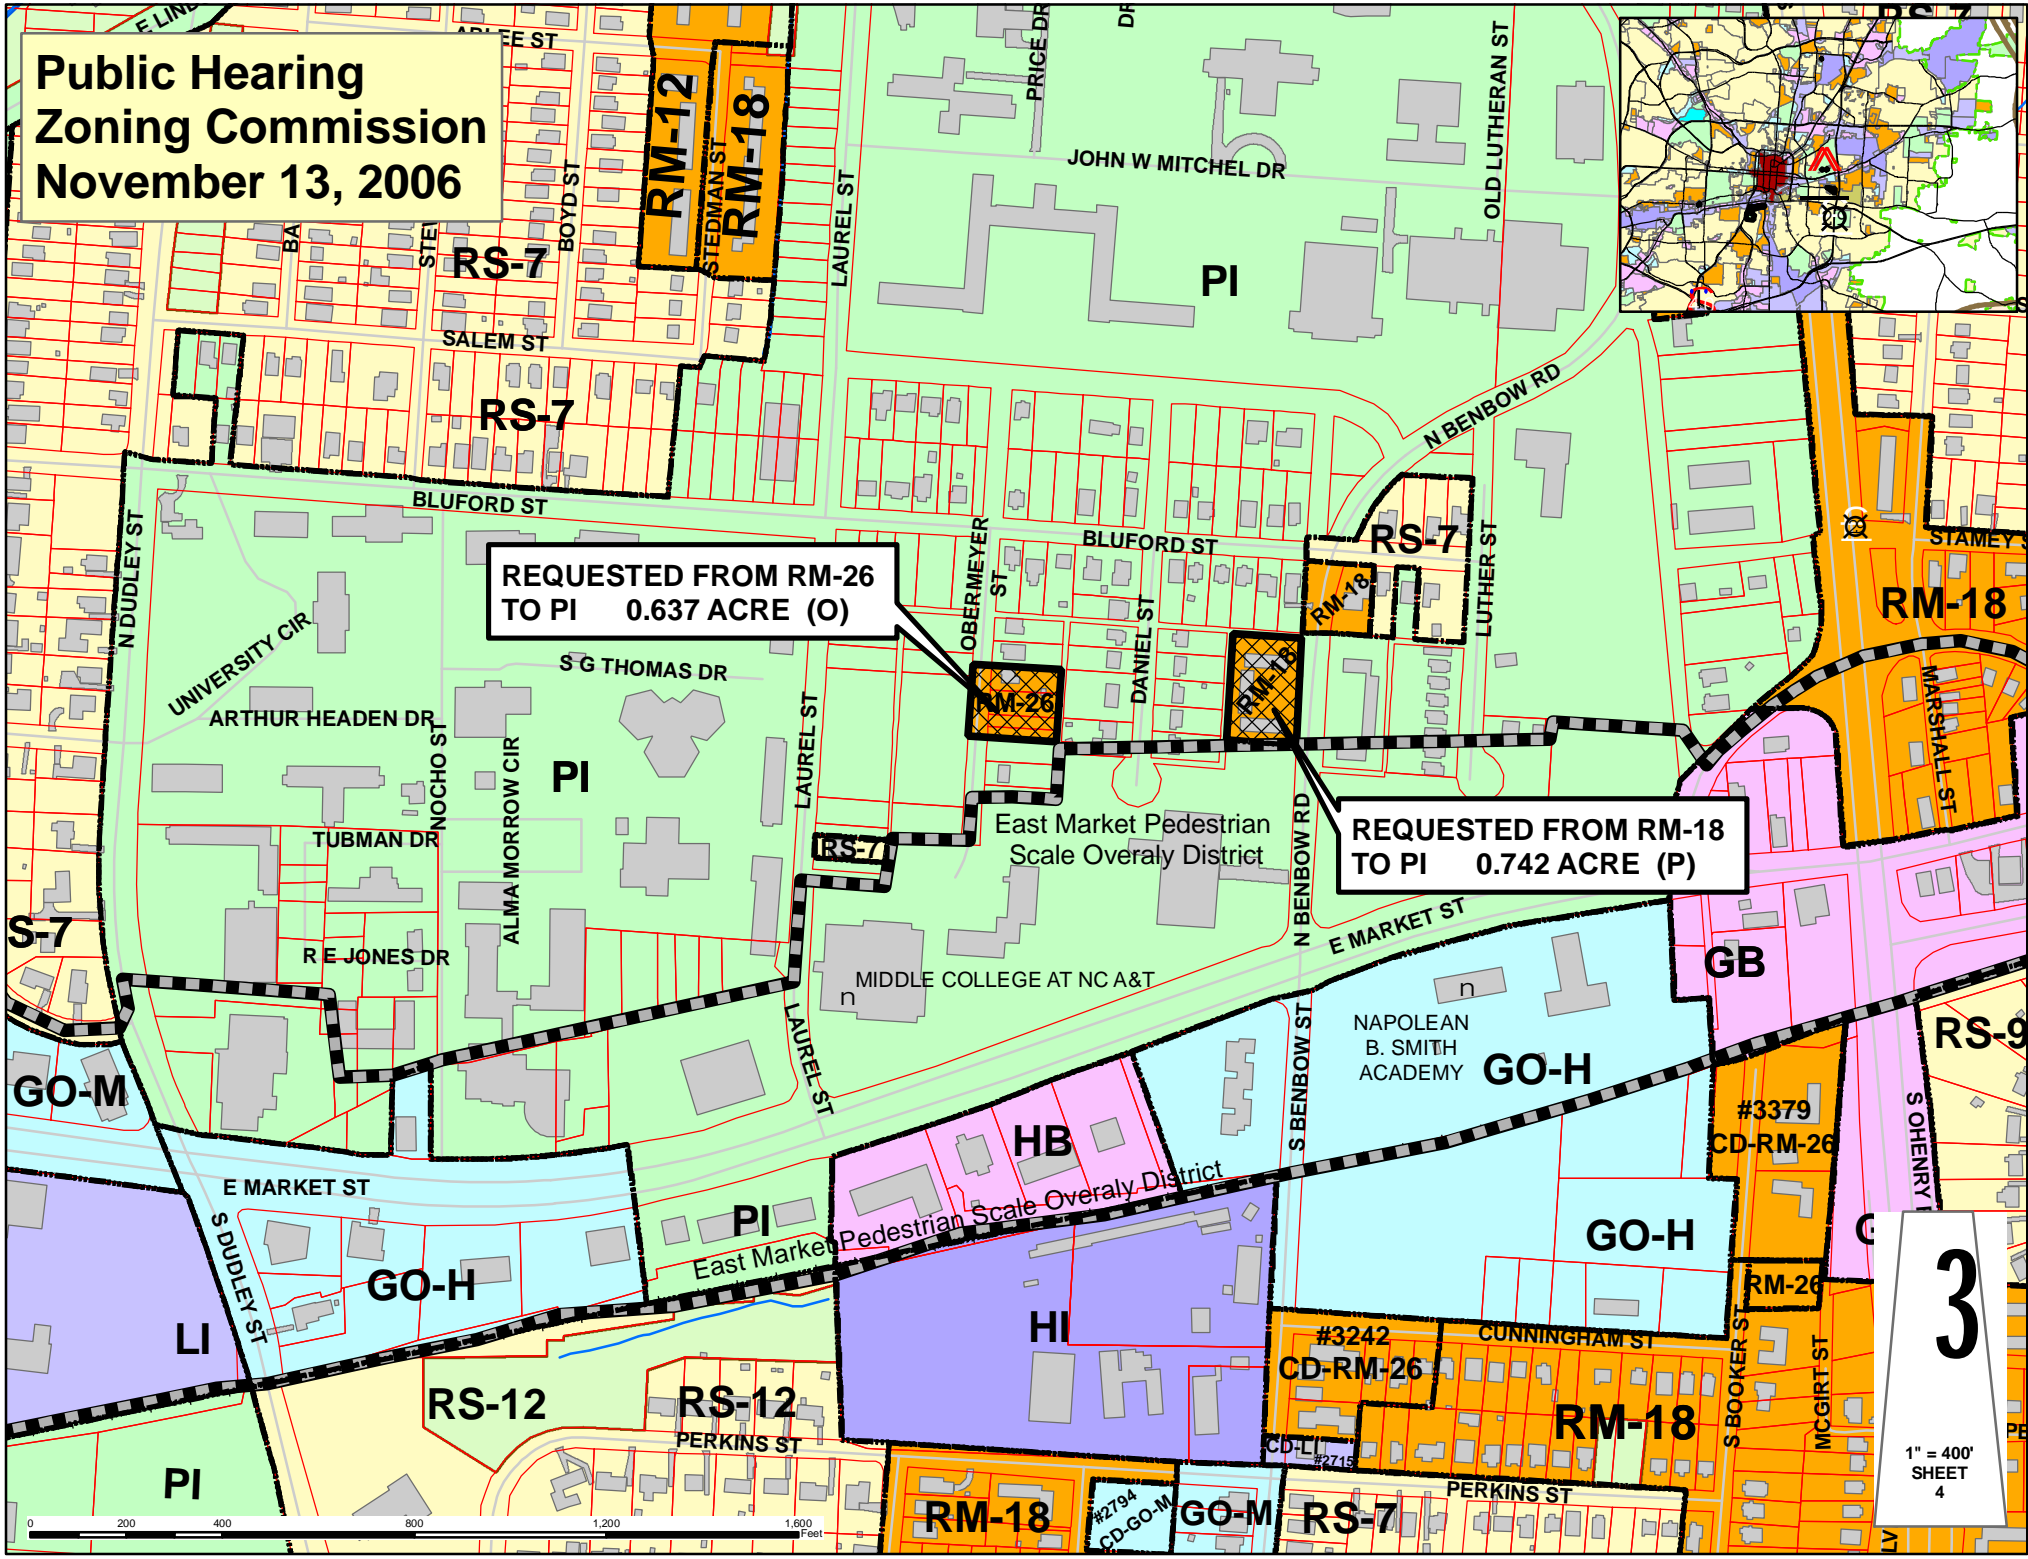 Public Hearing
Zoning Commission
November 13, 2006
ARLEE ST
RM-12
STEDMAN ST
RM-18
LAUREL ST
PRICE DR
DR
JOHN W MITCHEL DR
OLD LUTHERAN ST
RS-7
BOYD ST
RS-7
PI
SALEM ST
RS-7
N BENBOW RD
BLUFORD ST
N DUDLEY ST
OBERMEYER
ST
BLUFORD ST
RS-7
LUTHER ST
STAMEY
RM-18
REQUESTED FROM RM-26
TO PI 0.637 ACRE (O)
RM-18
DANIEL ST
UNIVERSITY CIR
S G THOMAS DR
RM-26
RM-18
ARTHUR HEADEN DR
NOCHO ST
ALMA MORROW CIR
PI
LAUREL ST
MARSHALL ST
TUBMAN DR
RS-7
East Market Pedestrian
Scale Overaly District
N BENBOW RD
REQUESTED FROM RM-18
TO PI 0.742 ACRE (P)
S-7
R E JONES DR
E MARKET ST
GB
n
MIDDLE COLLEGE AT NC A&T
n
LAUREL ST
S BENBOW ST
NAPOLEAN
B. SMITH
ACADEMY
GO-H
RS-9
GO-M
#3379
CD-RM-26
S OHENRY
HB
E MARKET ST
PI
East Market Pedestrian Scale Overaly District
S DUDLEY ST
GO-H
GO-H
G
RM-26
LI
HI
#3242
CD-RM-26
CUNNINGHAM ST
S BOOKER ST
MCGIRT ST
3
RS-12
RS-12
RM-18
PERKINS ST
CD-LI
#2715
1" = 400'
SHEET
4
PI
RM-18
#2794
CD-GO-M
GO-M
RS-7
PERKINS ST
0 200 400 800 1,200 1,600
Feet